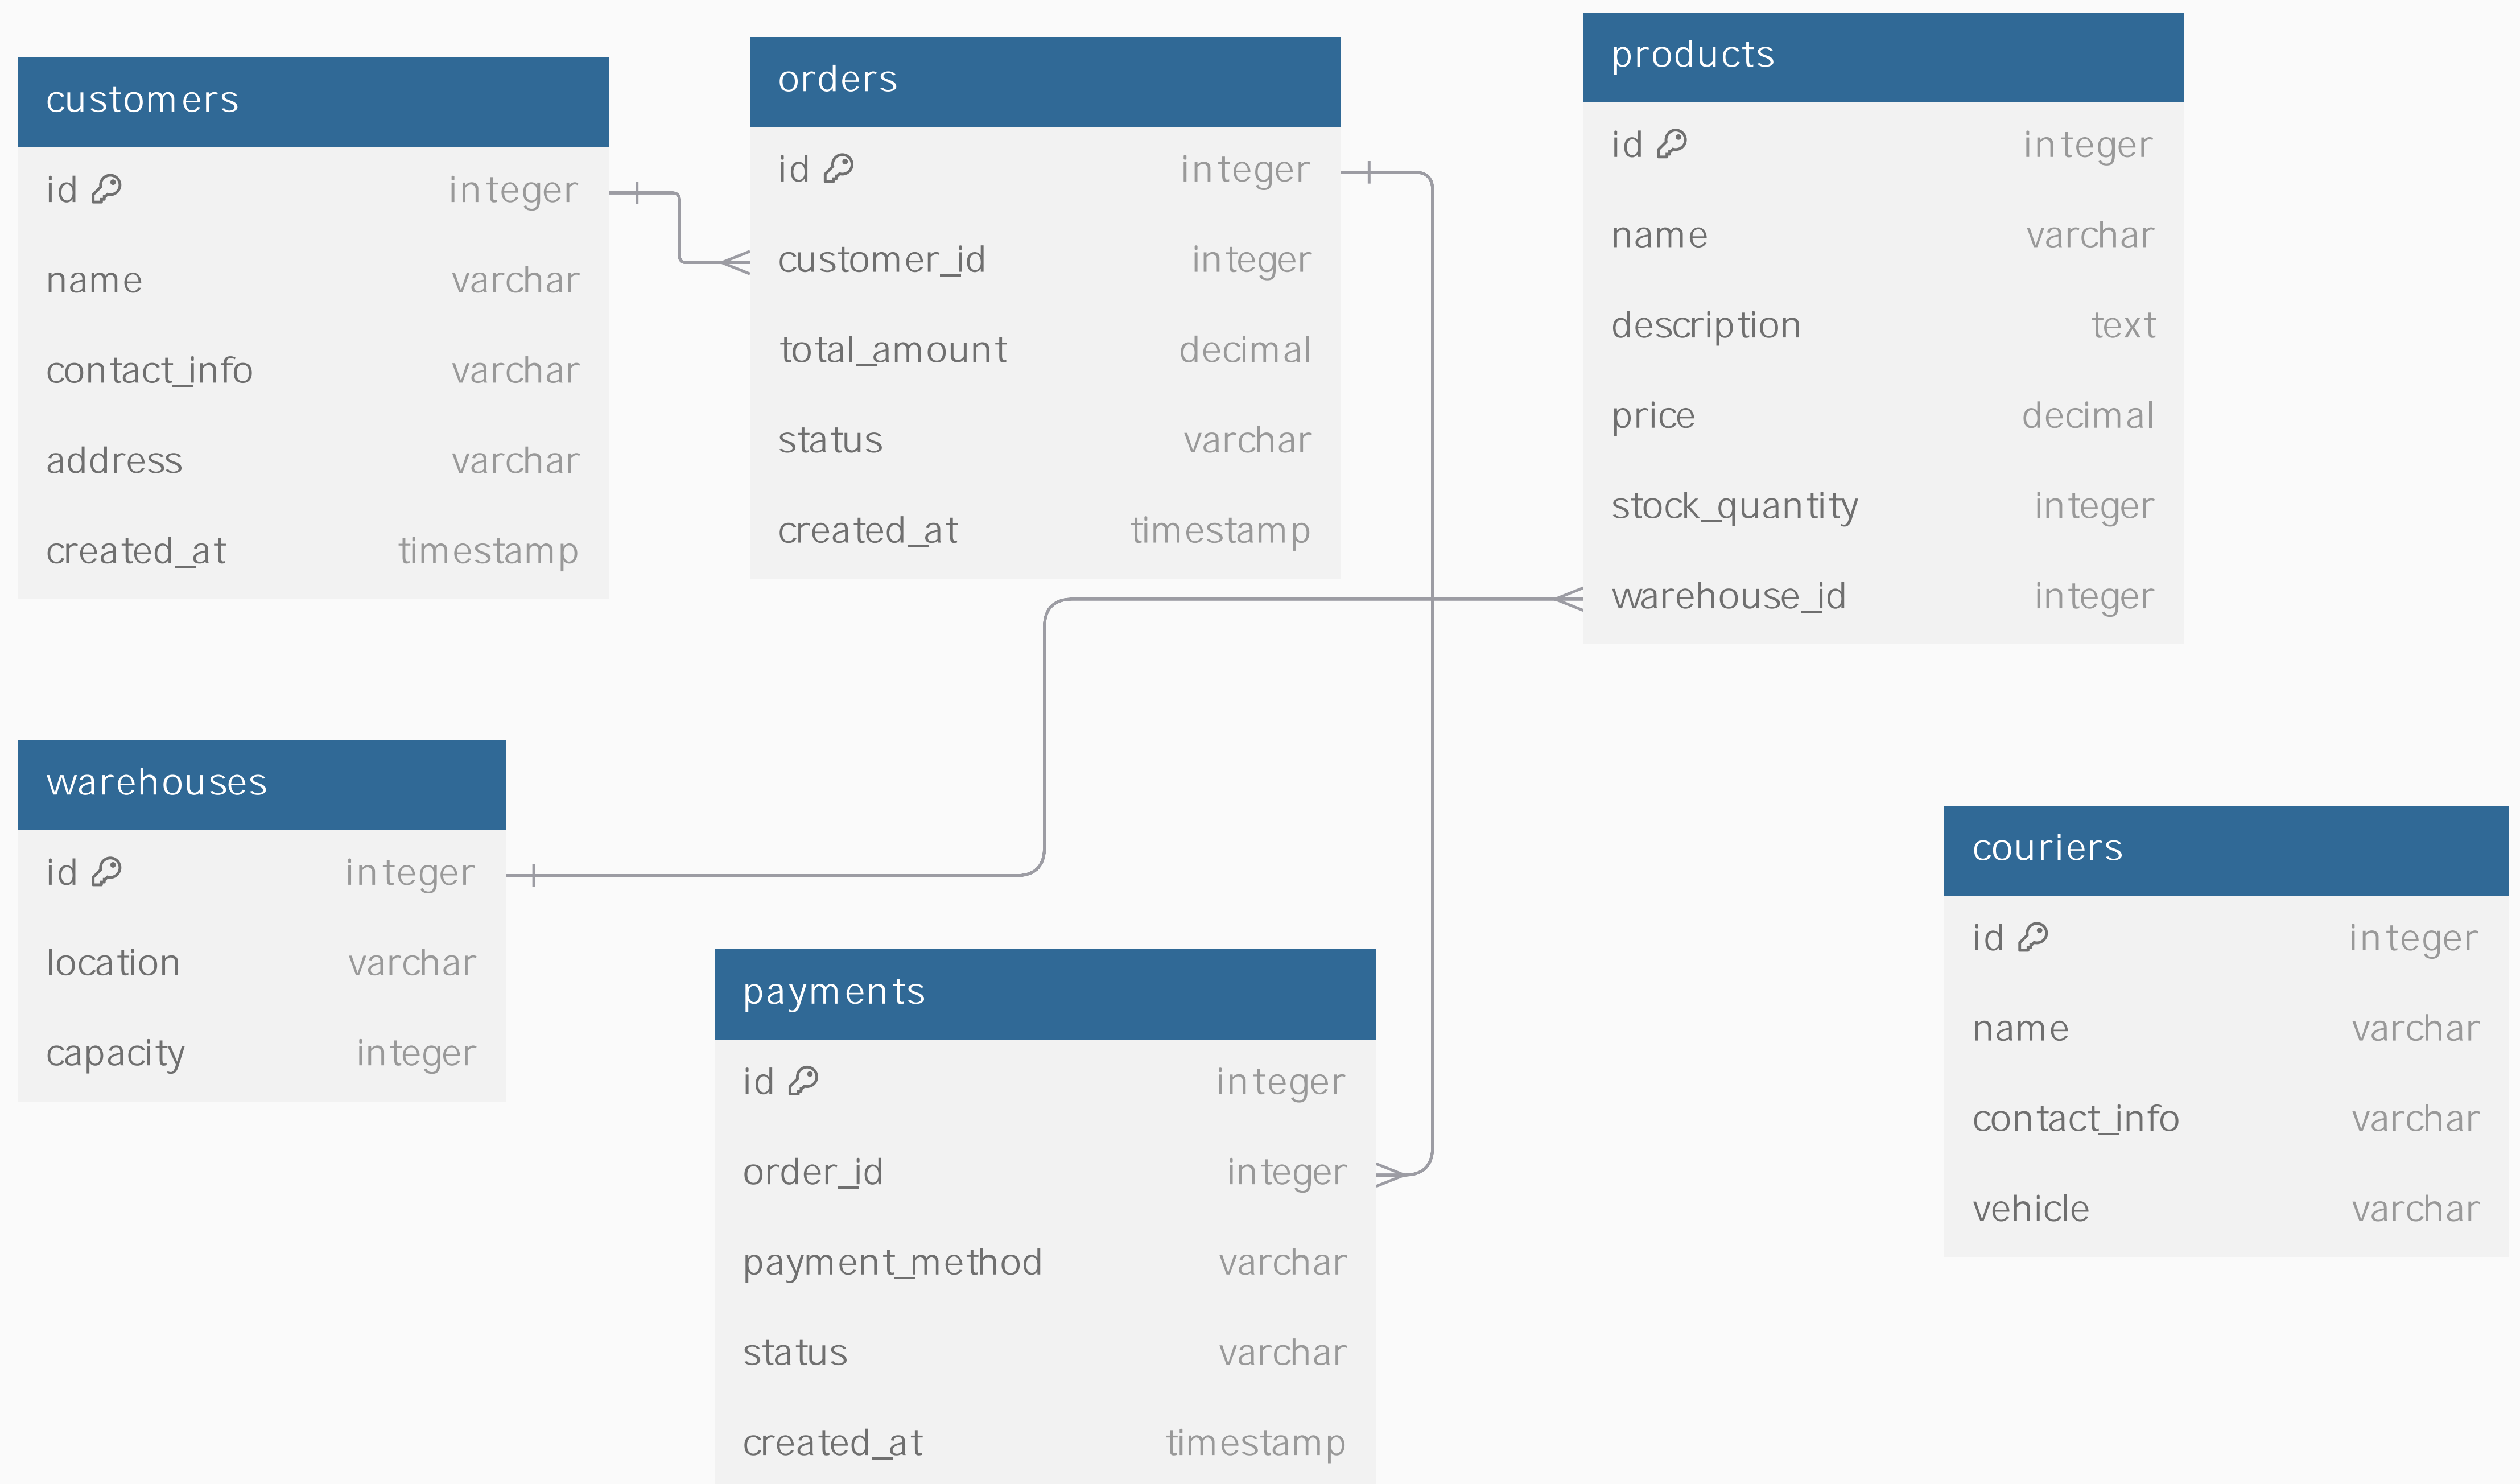 customers
id integer
name varchar
contact_info varchar
address varchar
created_at timestamp
orders
id integer
customer_id integer
total_amount decimal
status varchar
created_at timestamp
products
id integer
name varchar
description text
price decimal
stock_quantity integer
warehouse_id integer
warehouses
id integer
location varchar
capacity integer
payments
id integer
order_id integer
payment_method varchar
status varchar
created_at timestamp
couriers
id integer
name varchar
contact_info varchar
vehicle varchar